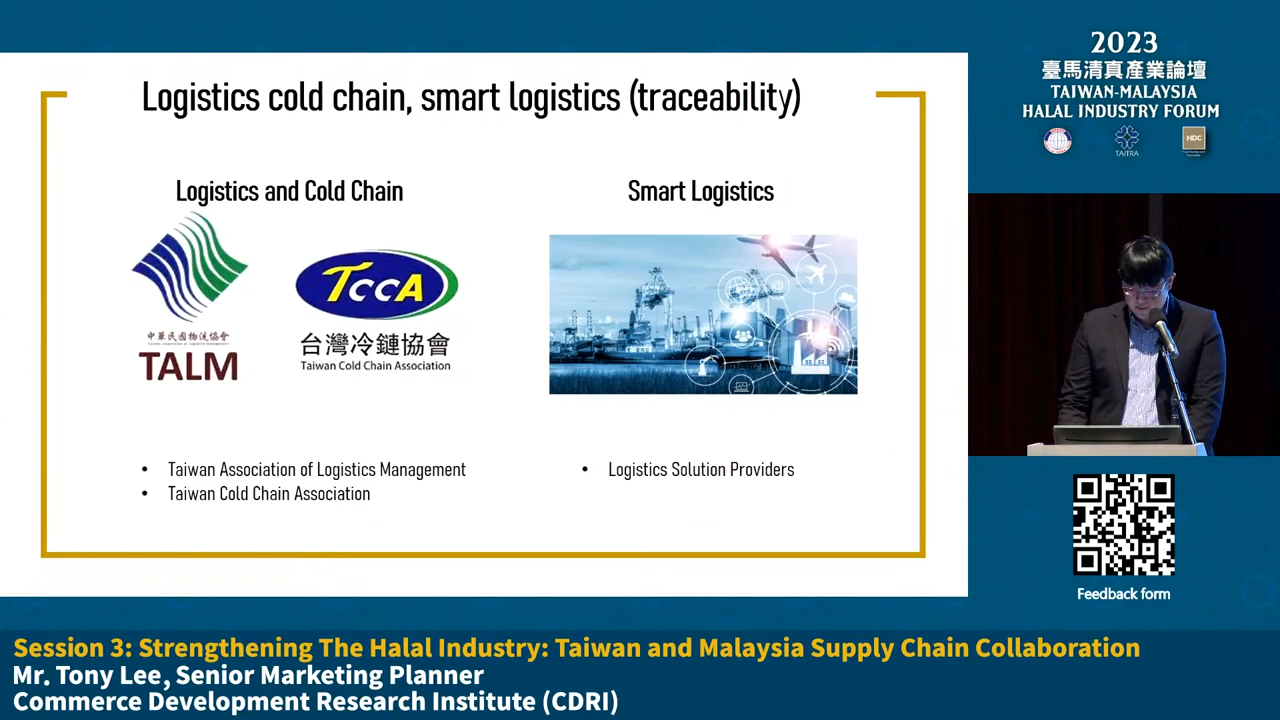 Logistics cold chain, smart logistics (traceability)
Logistics and Cold Chain
中華民國物流協會
TALM
TCCA
台灣冷鏈協會
Taiwan Cold Chain Association
• Taiwan Association of Logistics Management
• Taiwan Cold Chain Association
Smart Logistics
• Logistics Solution Providers
2023
臺馬清真產業論壇
TAIWAN-MALAYSIA
HALAL INDUSTRY FORUM
TAITRA
HDC
Feedback form
Session 3: Strengthening The Halal Industry: Taiwan and Malaysia Supply Chain Collaboration
Mr. Tony Lee, Senior Marketing Planner
Commerce Development Research Institute (CDRI)